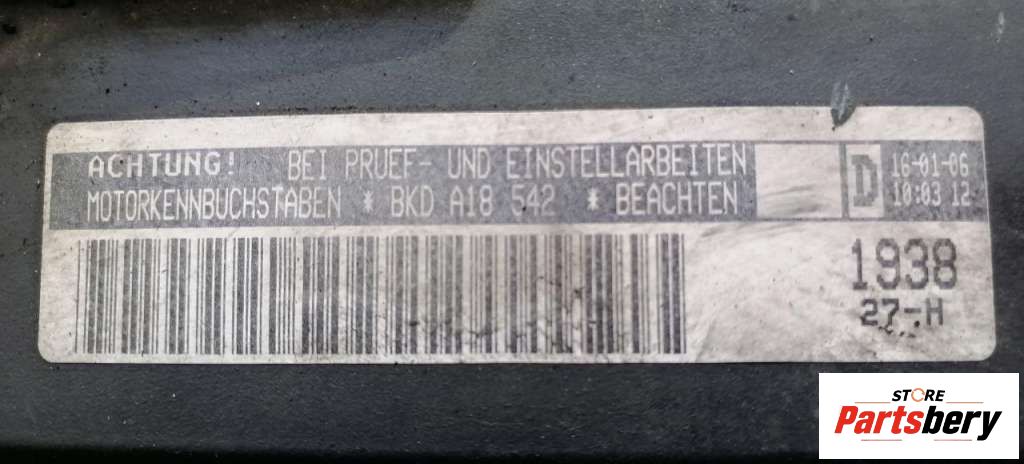 ACHTUNG! BEI PRUEF- UND EINSTELLARBEITEN
MOTORKENNBUCHSTABEN * BKD A18 542 * BEACHTEN
D
16-01-06
10:03 12
1938
27-H
STORE
Partsbery